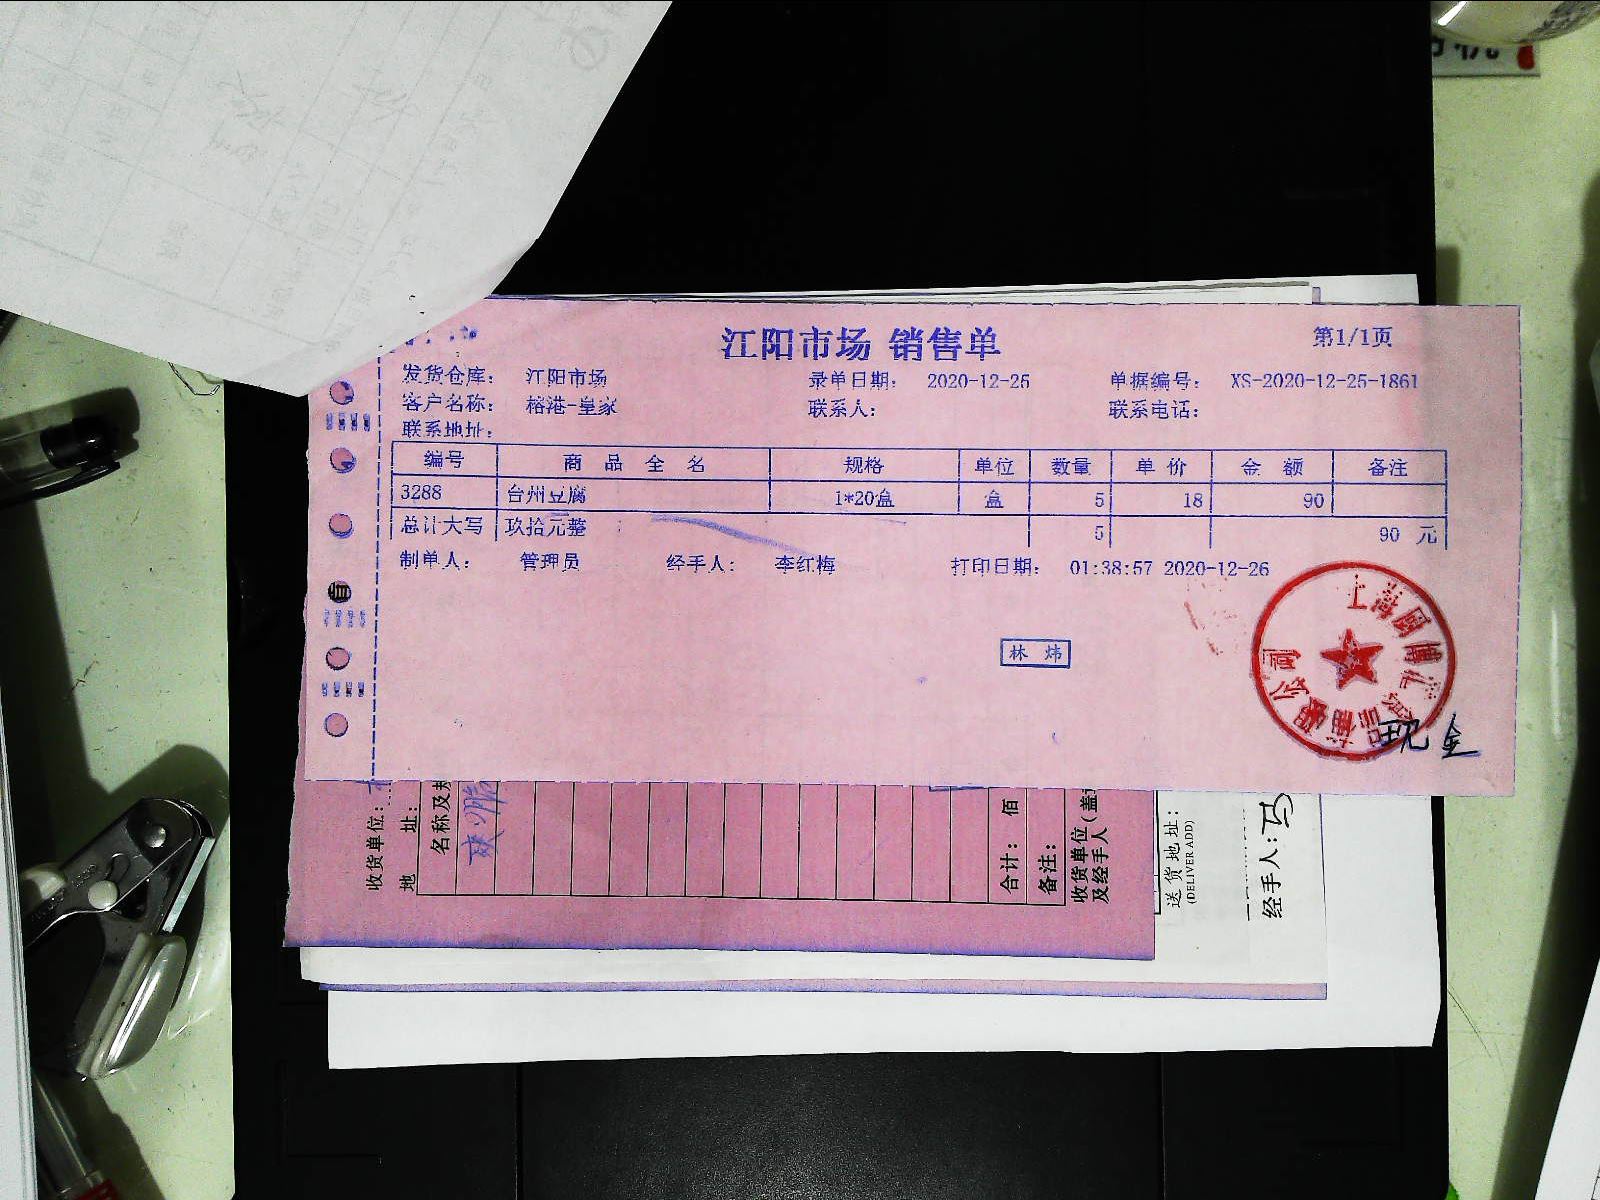 江阳市场 销售单
第1/1页
发货仓库： 江阳市场 录单日期： 2020-12-25 单据编号： XS-2020-12-25-1861
客户名称： 榕港-皇家 联系人： 联系电话：
联系地址：
编号 商品全名 规格 单位 数量 单价 金额 备注
3288 台州豆腐 1*20盒 盒 5 18 90
总计大写 玖拾元整 5 90 元
制单人： 管理员 经手人： 李红梅 打印日期： 01:38:57 2020-12-26
林炜
现金
收货单位：
地址：
名称及
合计： 佰
备注：
收货单位（盖
及经手人
送货地址：
(DELIVER ADD)
经手人：